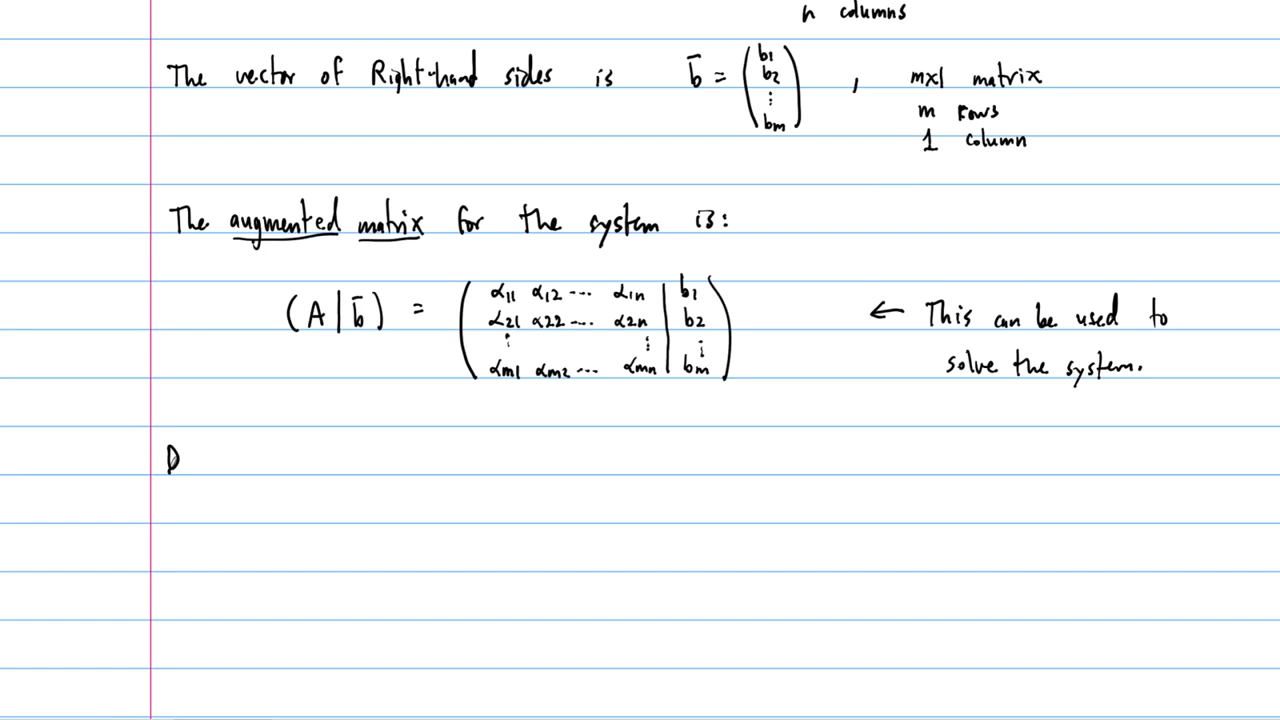 n columns
The vector of Right-hand sides is b̄ = (b1 b2 ⋮ bm) , mx1 matrix
m rows
1 column
The augmented matrix for the system is:
(A|b̄) = ( α11 α12 ... α1n | b1
α21 α22 ... α2n | b2
⋮ ⋮ ⋮
αm1 αm2 ... αmn | bm ) ← This can be used to
solve the system.
D